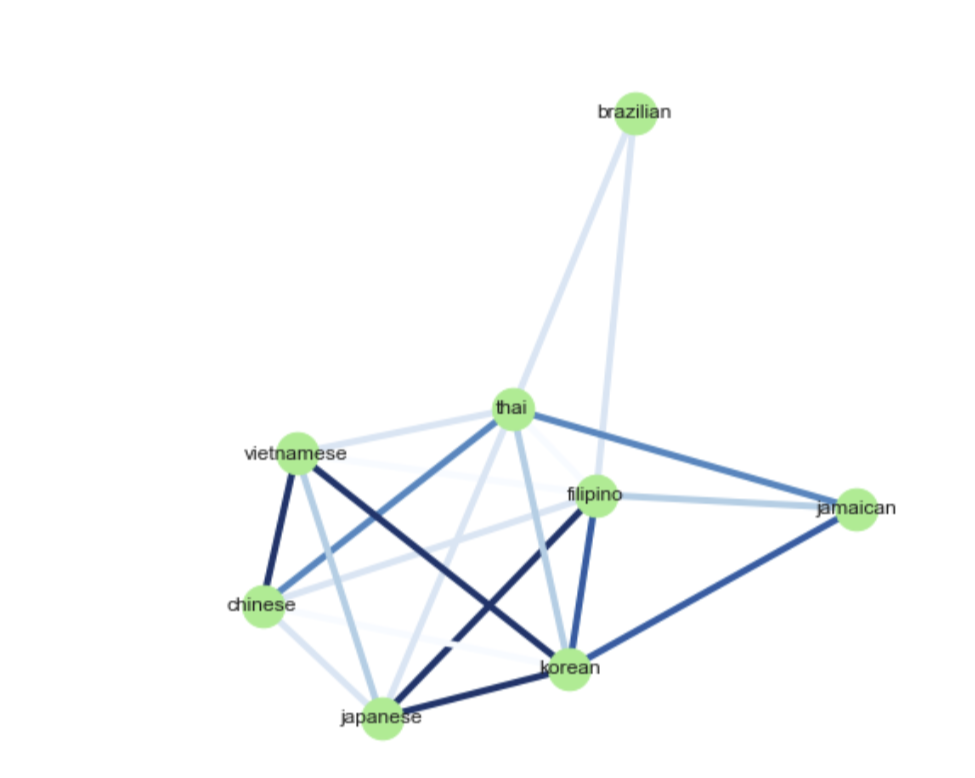 brazilian
thai
vietnamese
filipino
jamaican
chinese
korean
japanese